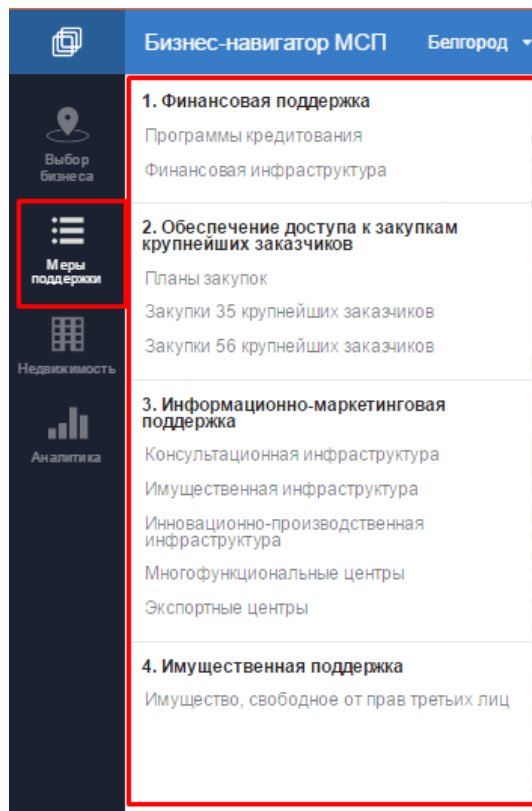 Бизнес-навигатор МСП Белгород
Выбор
бизнеса
Меры
поддержки
Недвижимость
Аналитика
1. Финансовая поддержка
Программы кредитования
Финансовая инфраструктура
2. Обеспечение доступа к закупкам
крупнейших заказчиков
Планы закупок
Закупки 35 крупнейших заказчиков
Закупки 56 крупнейших заказчиков
3. Информационно-маркетинговая
поддержка
Консультационная инфраструктура
Имущественная инфраструктура
Инновационно-производственная
инфраструктура
Многофункциональные центры
Экспортные центры
4. Имущественная поддержка
Имущество, свободное от прав третьих лиц